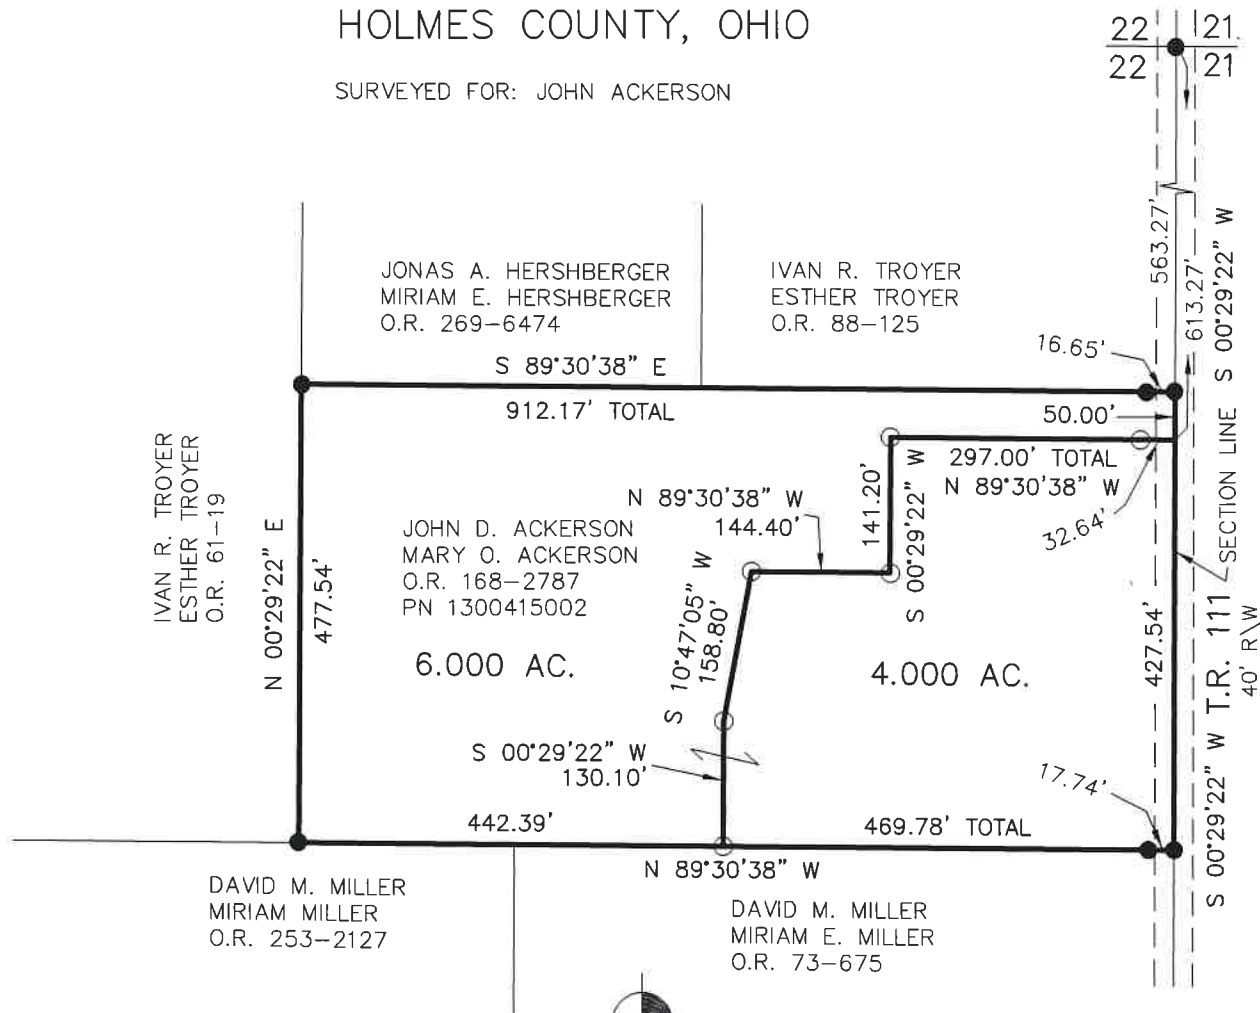 HOLMES COUNTY, OHIO
SURVEYED FOR: JOHN ACKERSON
22 21
22 21
JONAS A. HERSHBERGER
MIRIAM E. HERSHBERGER
O.R. 269-6474
IVAN R. TROYER
ESTHER TROYER
O.R. 88-125
563.27'
613.27'
S 00°29'22" W
16.65'
S 89°30'38" E
912.17' TOTAL
50.00'
297.00' TOTAL
N 89°30'38" W
32.64'
SECTION LINE
IVAN R. TROYER
ESTHER TROYER
O.R. 61-19
N 00°29'22" E
477.54'
JOHN D. ACKERSON
MARY O. ACKERSON
O.R. 168-2787
PN 1300415002
6.000 AC.
N 89°30'38" W
144.40'
141.20'
S 00°29'22" W
S 10°47'05" W
158.80'
4.000 AC.
427.54'
T.R. 111
40' R\W
S 00°29'22" W
S 00°29'22" W
130.10'
17.74'
442.39'
469.78' TOTAL
N 89°30'38" W
DAVID M. MILLER
MIRIAM MILLER
O.R. 253-2127
DAVID M. MILLER
MIRIAM E. MILLER
O.R. 73-675